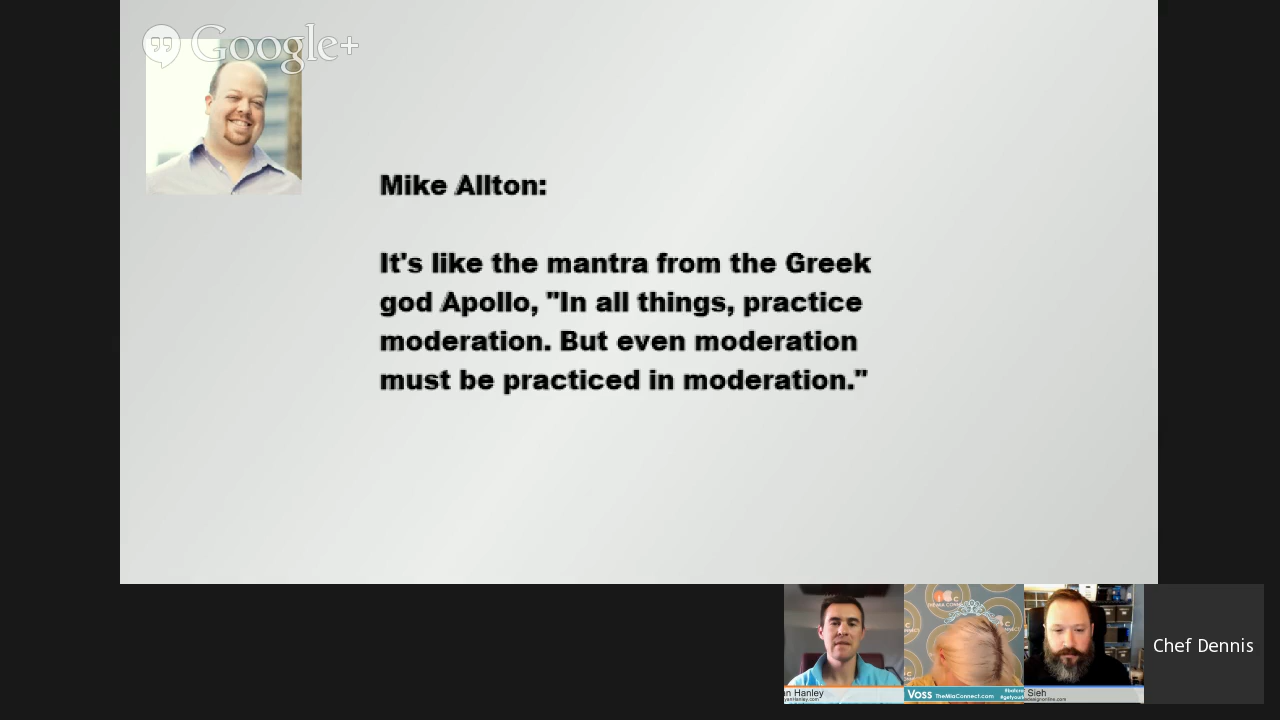 Google+
Mike Allton:
It's like the mantra from the Greek
god Apollo, "In all things, practice
moderation. But even moderation
must be practiced in moderation."
Chef Dennis
Hanley
Voss TheMiaConnect.com
Sieh